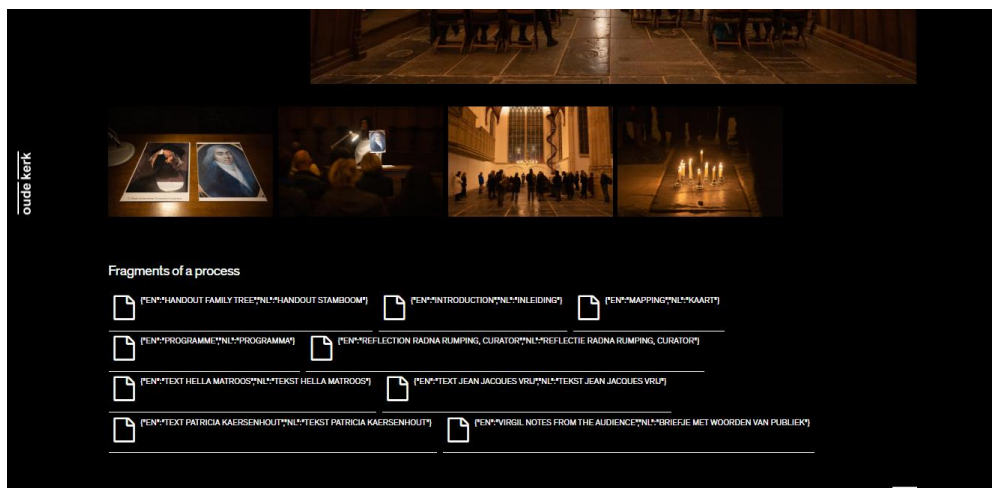 oude kerk
Fragments of a process
{"EN":"HANDOUT FAMILY TREE","NL":"HANDOUT STAMBOOM"}
{"EN":"INTRODUCTION","NL":"INLEIDING"}
{"EN":"MAPPING","NL":"KAART"}
{"EN":"PROGRAMME","NL":"PROGRAMMA"}
{"EN":"REFLECTION RADNA RUMPING, CURATOR","NL":"REFLECTIE RADNA RUMPING, CURATOR"}
{"EN":"TEXT HELLA MATROOS","NL":"TEKST HELLA MATROOS"}
{"EN":"TEXT JEAN JACQUES VRIJ","NL":"TEKST JEAN JACQUES VRIJ"}
{"EN":"TEXT PATRICIA KAERSENHOUT","NL":"TEKST PATRICIA KAERSENHOUT"}
{"EN":"VIRGIL NOTES FROM THE AUDIENCE","NL":"BRIEFJE MET WOORDEN VAN PUBLIEK"}